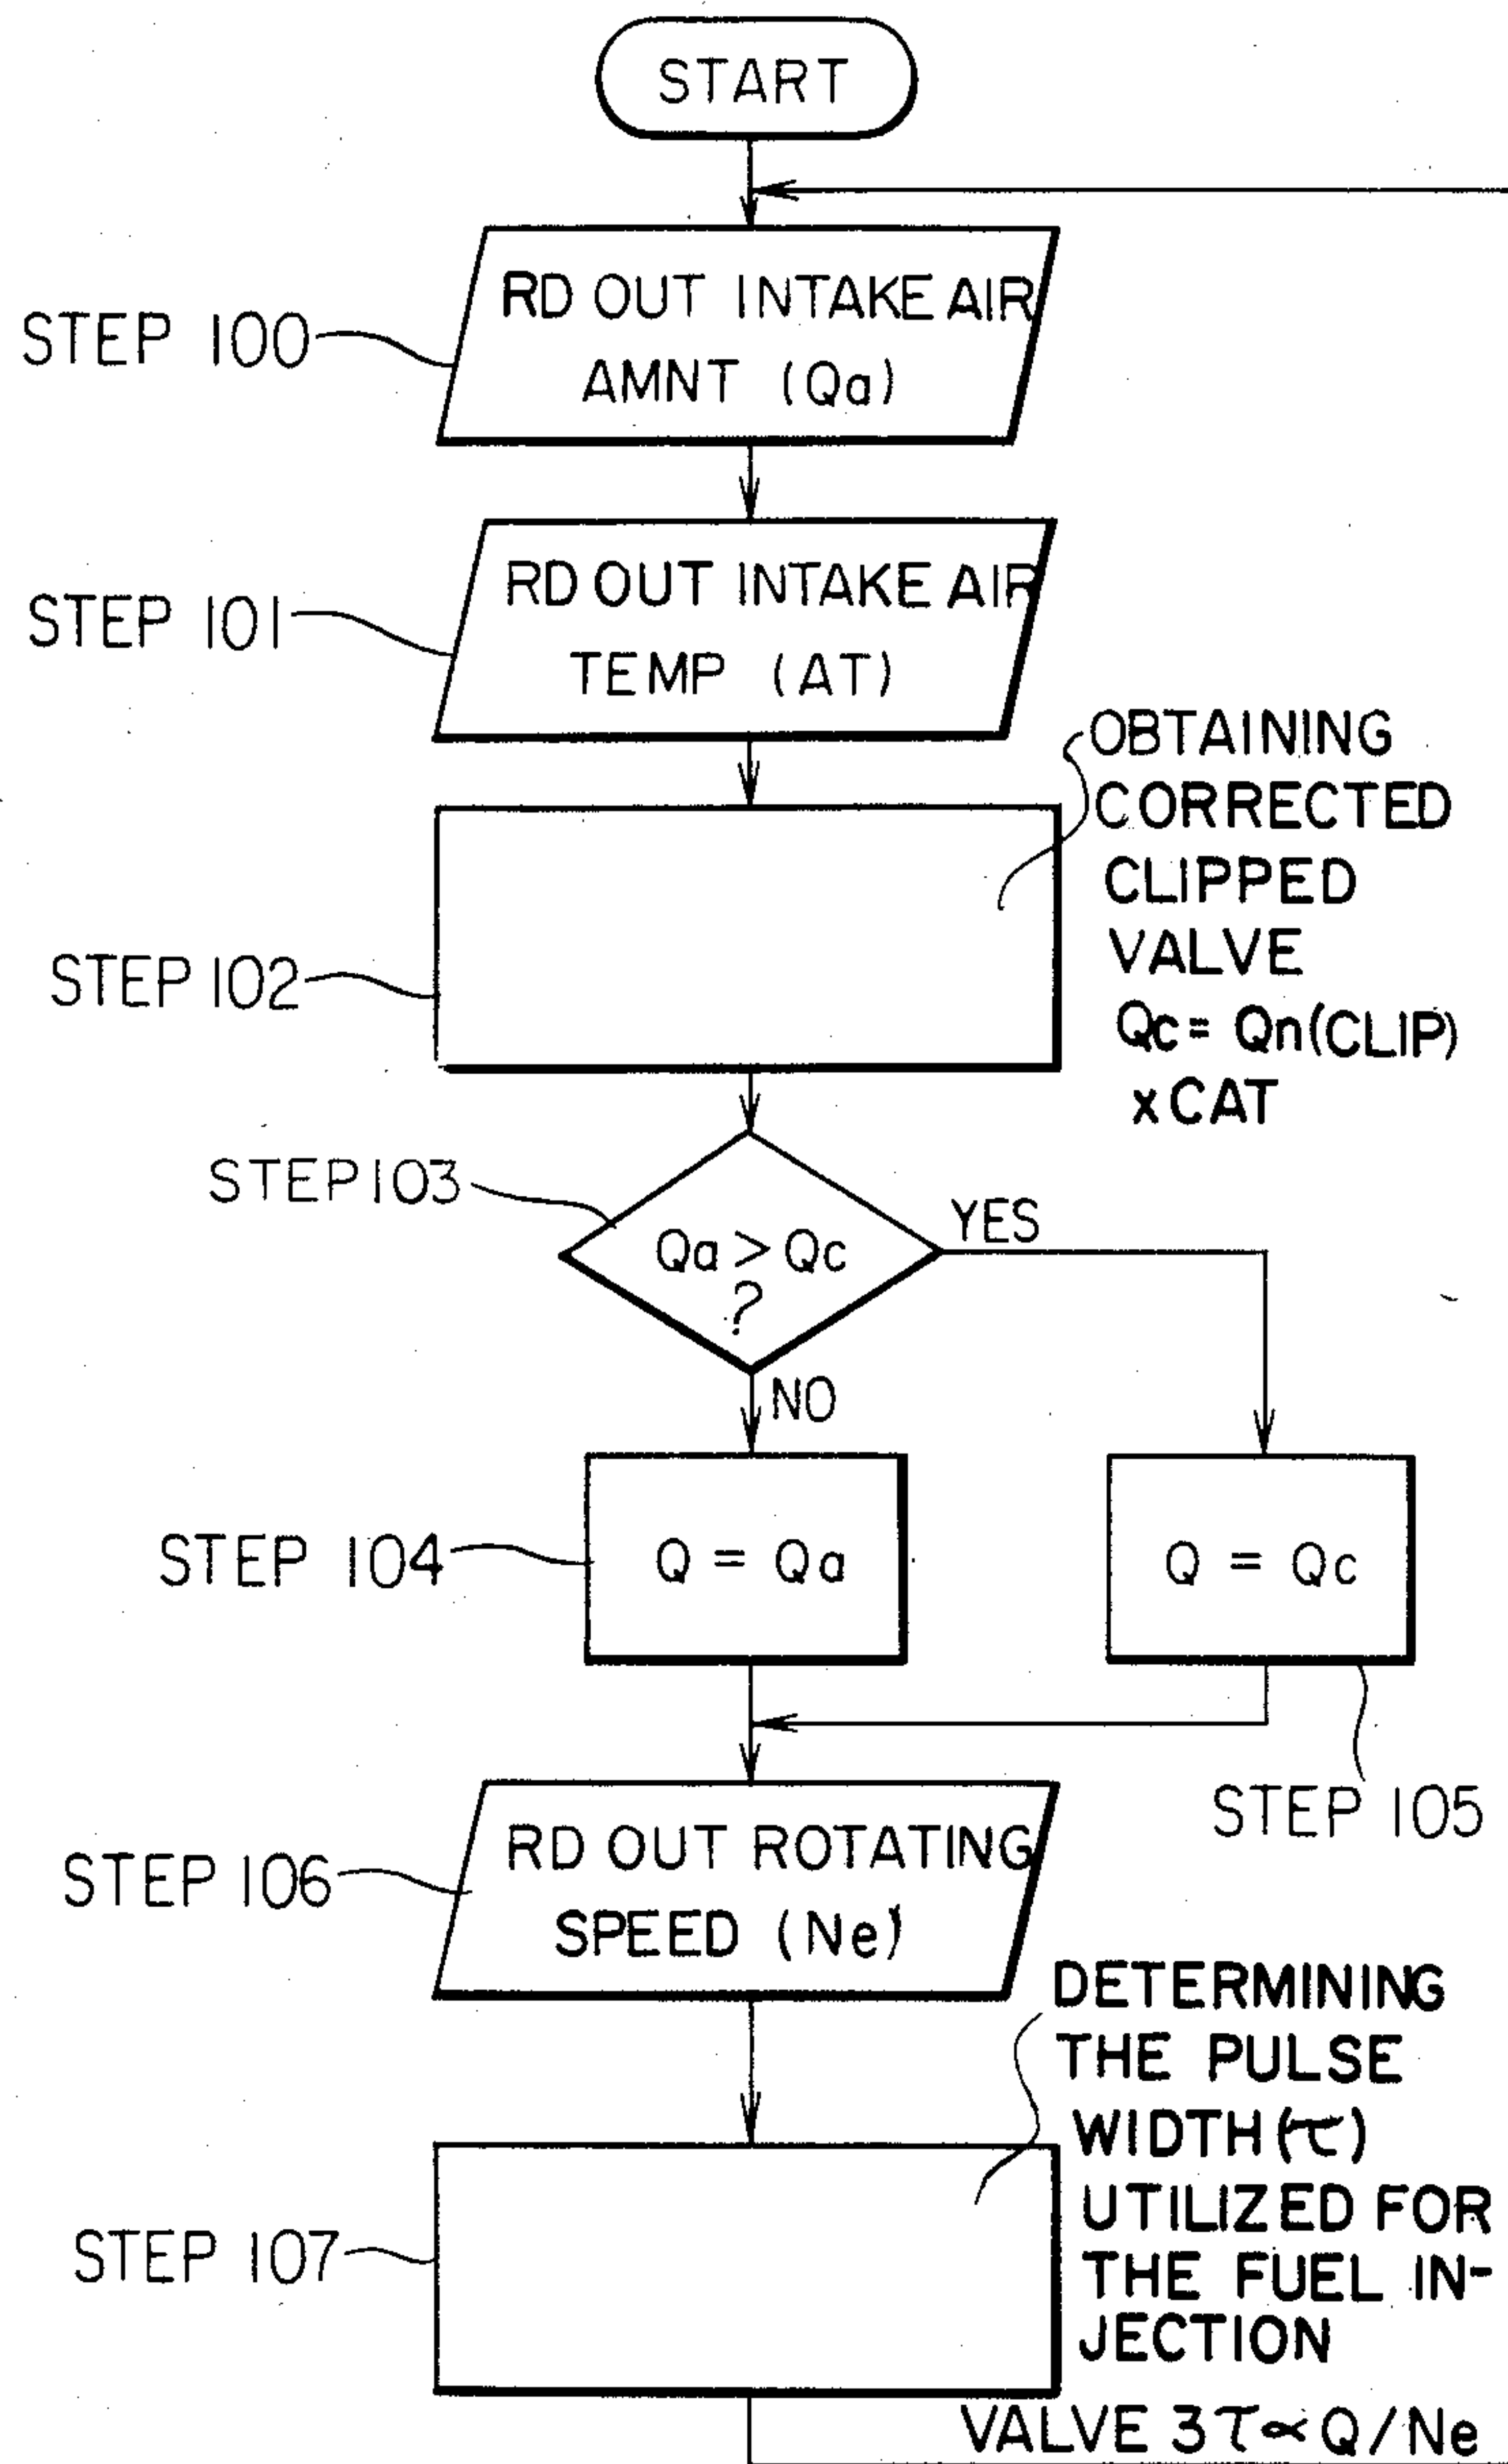 START
STEP 100
RD OUT INTAKE AIR
AMNT (Qa)
STEP 101
RD OUT INTAKE AIR
TEMP (AT)
OBTAINING
CORRECTED
CLIPPED
VALVE
Qc = Qn(CLIP)
x CAT
STEP 102
STEP 103
Qa > Qc
?
YES
NO
STEP 104
Q = Qa
Q = Qc
STEP 105
STEP 106
RD OUT ROTATING
SPEED (Ne)
DETERMINING
THE PULSE
WIDTH (τ)
UTILIZED FOR
THE FUEL IN-
JECTION
VALVE 3 τ ∝ Q / Ne
STEP 107